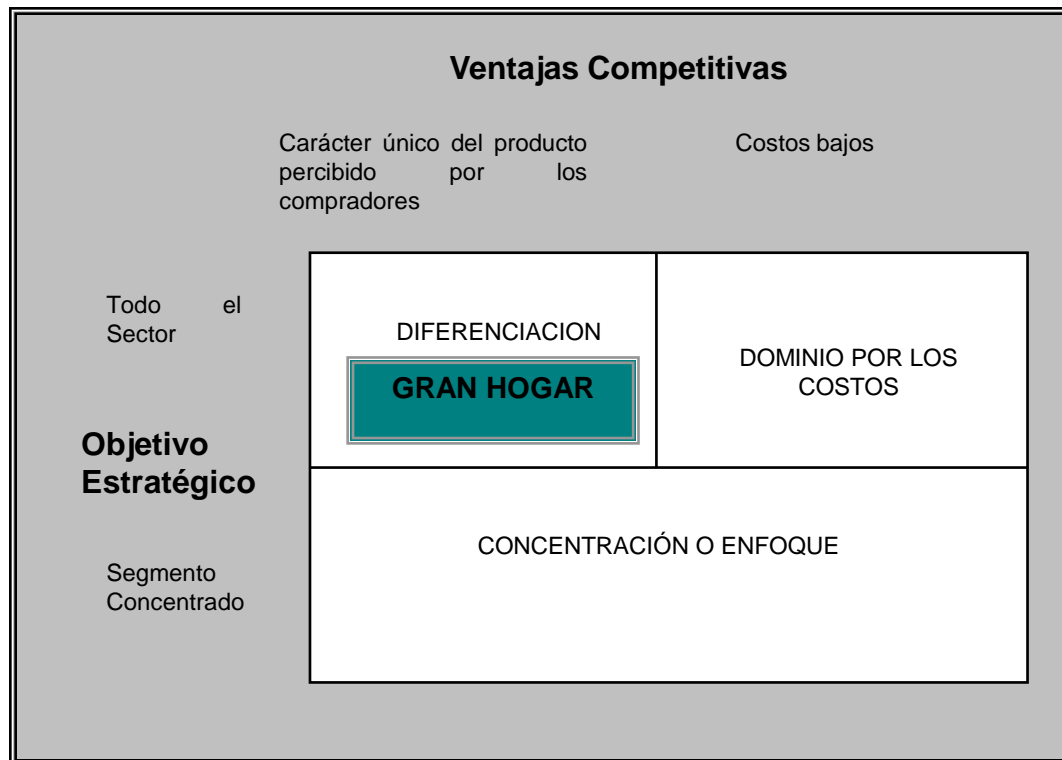 Ventajas Competitivas
Carácter único del producto
percibido por los
compradores
Costos bajos
Todo el
Sector
DIFERENCIACION
GRAN HOGAR
DOMINIO POR LOS
COSTOS
Objetivo
Estratégico
CONCENTRACIÓN O ENFOQUE
Segmento
Concentrado